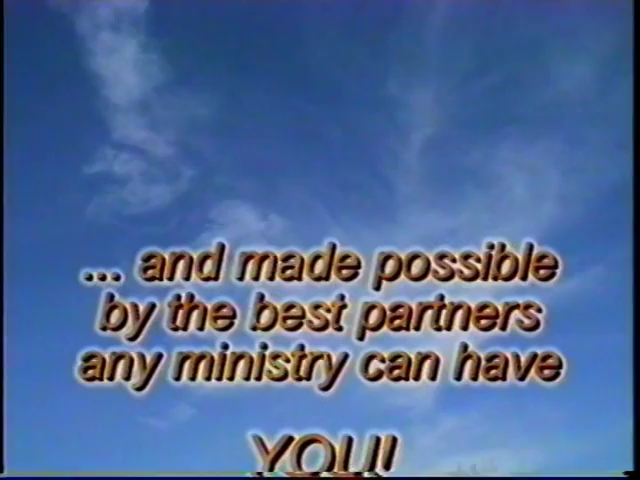 ... and made possible
by the best partners
any ministry can have
YOU!